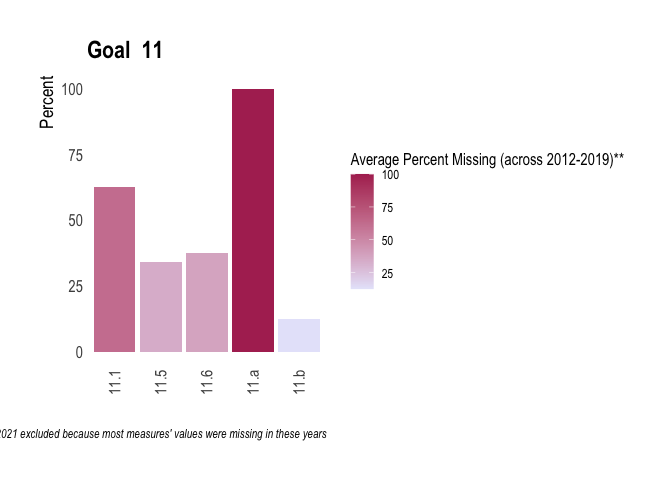 Goal 11
Percent
100
75
50
25
0
11.1
11.5
11.6
11.a
11.b
Average Percent Missing (across 2012-2019)**
100
75
50
25
2021 excluded because most measures' values were missing in these years